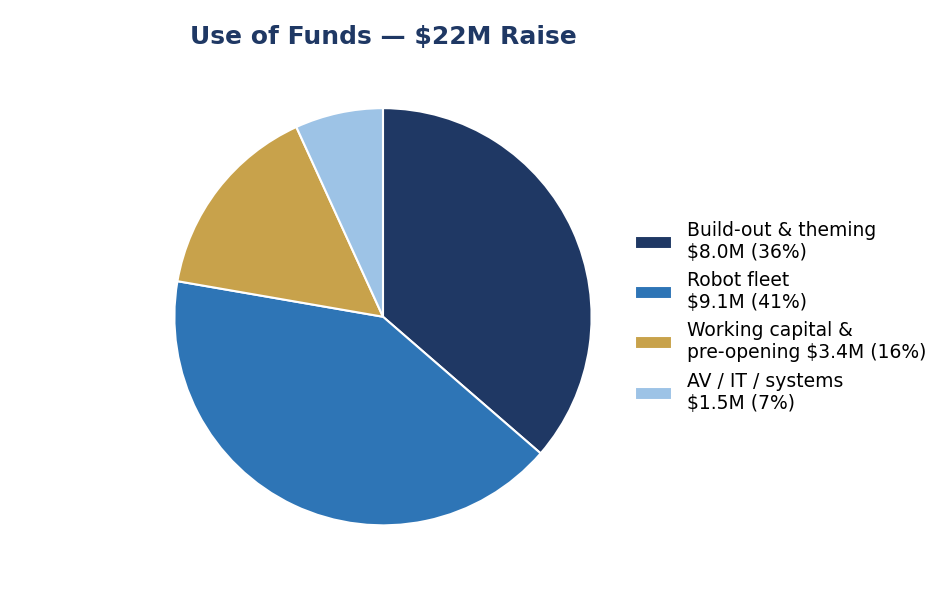 Use of Funds — $22M Raise
Build-out & theming
$8.0M (36%)
Robot fleet
$9.1M (41%)
Working capital &
pre-opening $3.4M (16%)
AV / IT / systems
$1.5M (7%)